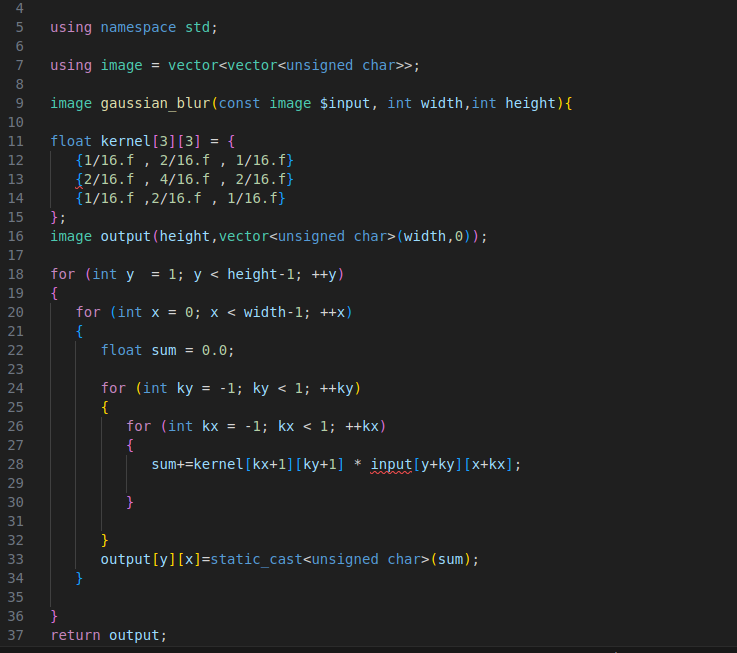 4
5 using namespace std;
6
7 using image = vector<vector<unsigned char>>;
8
9 image gaussian_blur(const image $input, int width,int height){
10
11 float kernel[3][3] = {
12 {1/16.f , 2/16.f , 1/16.f}
13 {2/16.f , 4/16.f , 2/16.f}
14 {1/16.f ,2/16.f , 1/16.f}
15 };
16 image output(height,vector<unsigned char>(width,0));
17
18 for (int y  = 1; y < height-1; ++y)
19 {
20 for (int x = 0; x < width-1; ++x)
21 {
22 float sum = 0.0;
23
24 for (int ky = -1; ky < 1; ++ky)
25 {
26 for (int kx = -1; kx < 1; ++kx)
27 {
28 sum+=kernel[kx+1][ky+1] * input[y+ky][x+kx];
29
30 }
31
32 }
33 output[y][x]=static_cast<unsigned char>(sum);
34 }
35
36 }
37 return output;